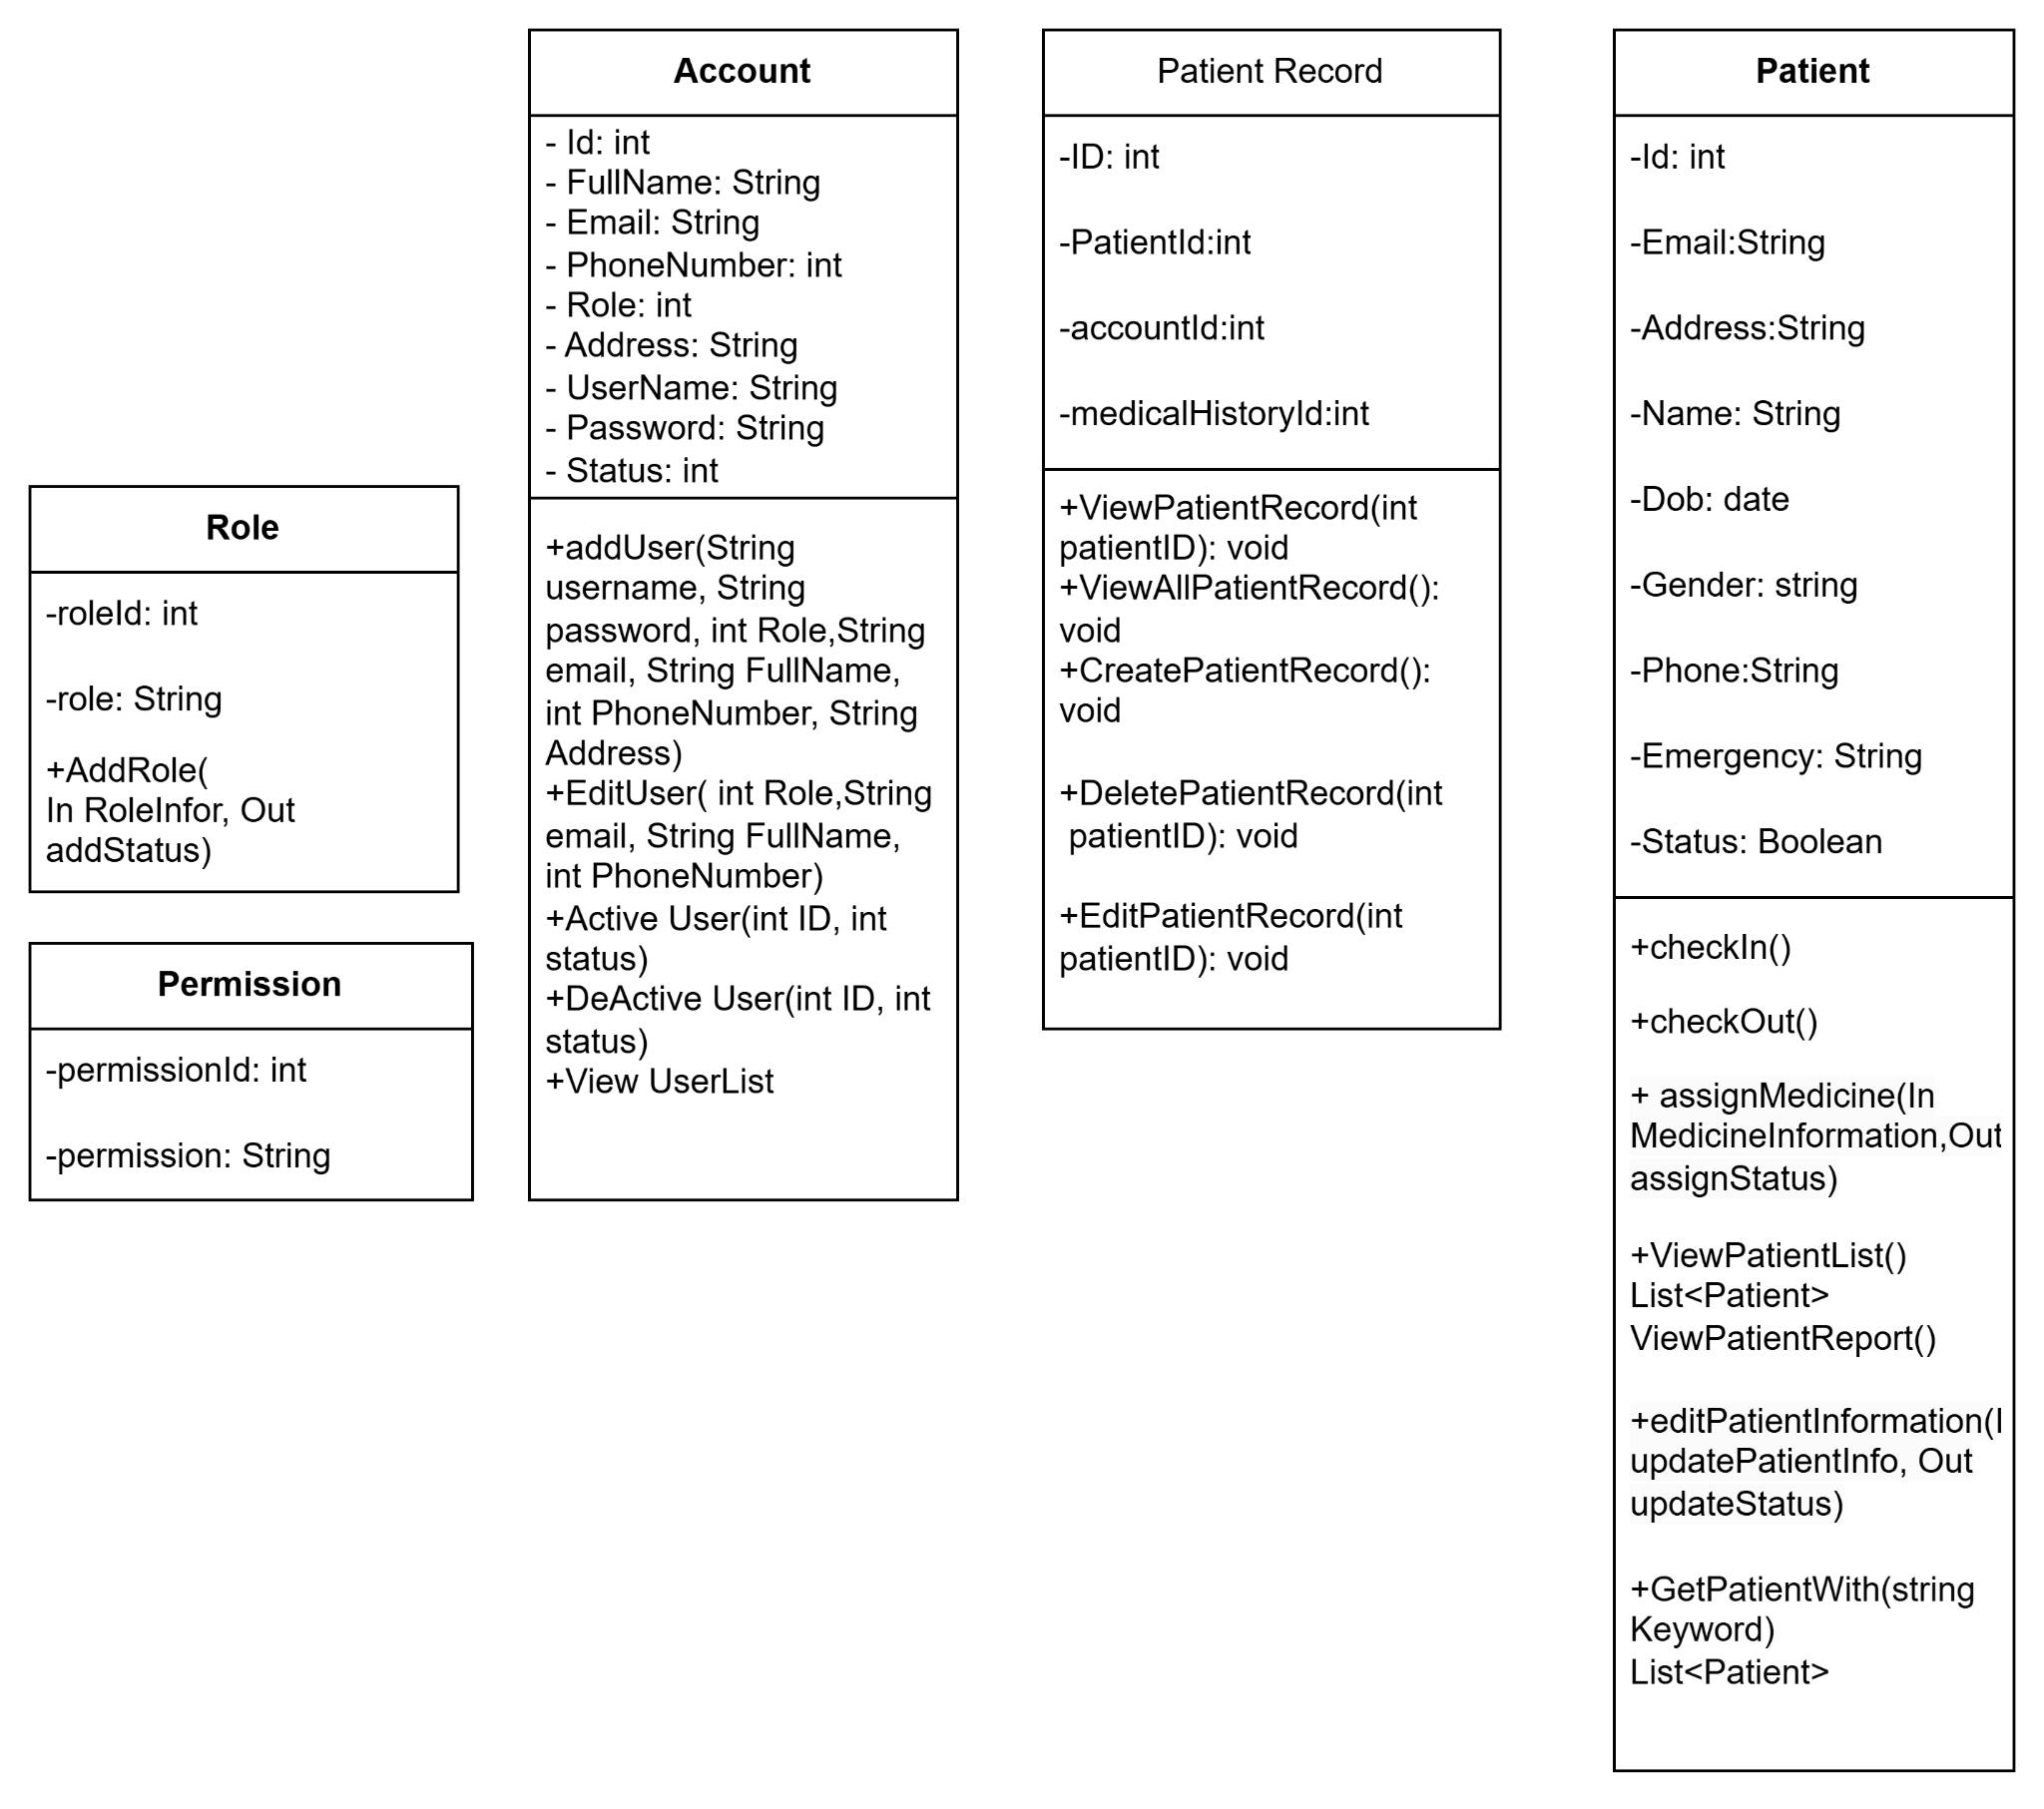 Role
-roleId: int
-role: String
+AddRole(
In RoleInfor, Out
addStatus)
Permission
-permissionId: int
-permission: String
Account
- Id: int
- FullName: String
- Email: String
- PhoneNumber: int
- Role: int
- Address: String
- UserName: String
- Password: String
- Status: int
+addUser(String
username, String
password, int Role,String
email, String FullName,
int PhoneNumber, String
Address)
+EditUser( int Role,String
email, String FullName,
int PhoneNumber)
+Active User(int ID, int
status)
+DeActive User(int ID, int
status)
+View UserList
Patient Record
-ID: int
-PatientId:int
-accountId:int
-medicalHistoryId:int
+ViewPatientRecord(int
patientID): void
+ViewAllPatientRecord():
void
+CreatePatientRecord():
void
+DeletePatientRecord(int
patientID): void
+EditPatientRecord(int
patientID): void
Patient
-Id: int
-Email:String
-Address:String
-Name: String
-Dob: date
-Gender: string
-Phone:String
-Emergency: String
-Status: Boolean
+checkIn()
+checkOut()
+ assignMedicine(In
MedicineInformation,Out
assignStatus)
+ViewPatientList()
List<Patient>
ViewPatientReport()
+editPatientInformation(I
updatePatientInfo, Out
updateStatus)
+GetPatientWith(string
Keyword)
List<Patient>